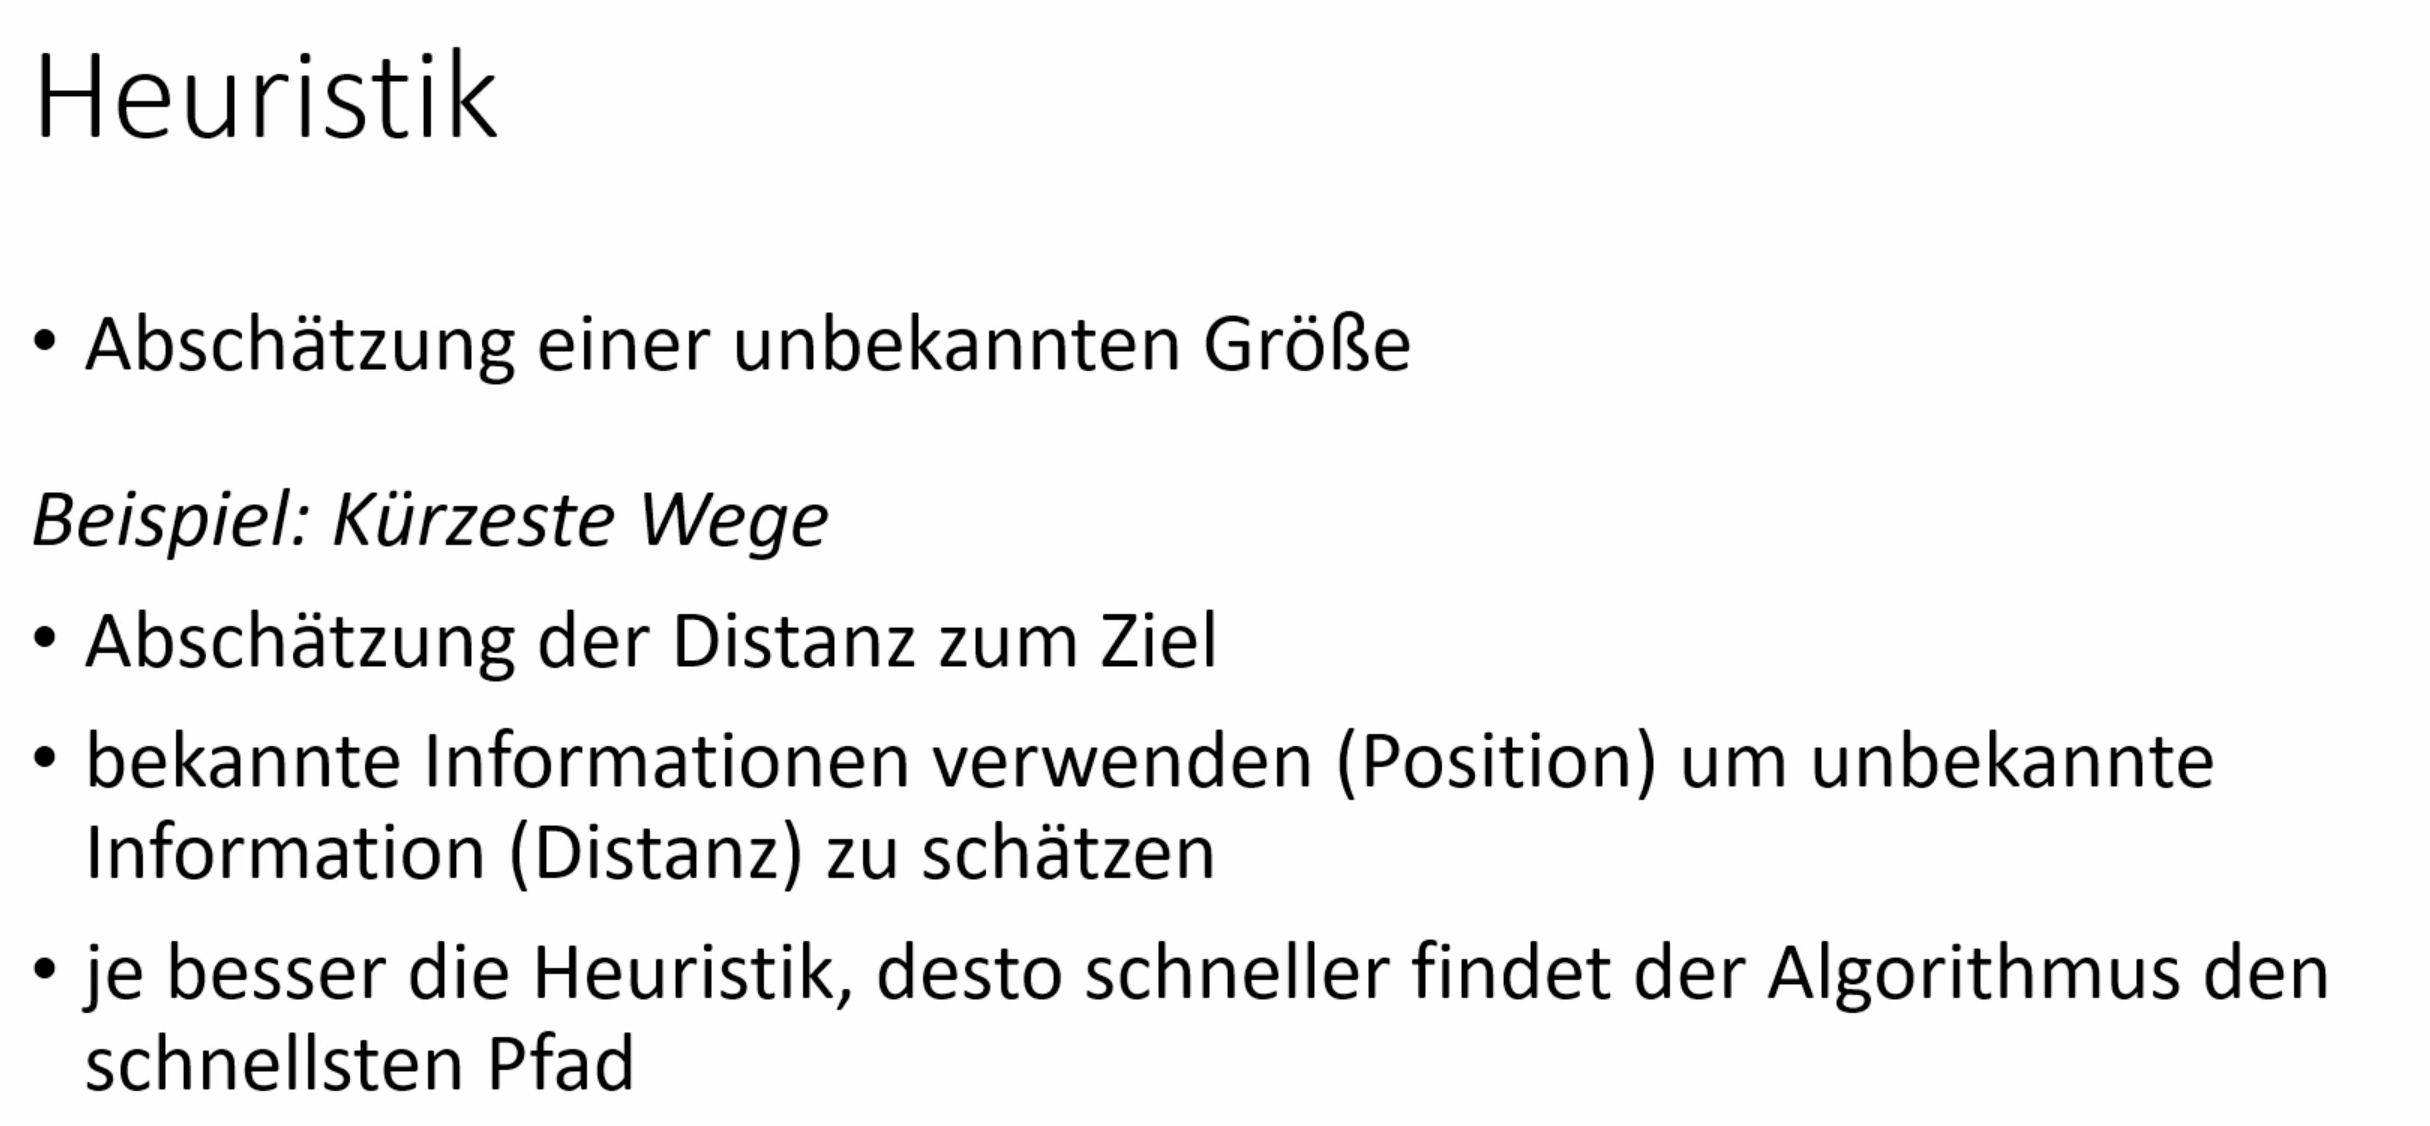 Heuristik
• Abschätzung einer unbekannten Größe
Beispiel: Kürzeste Wege
• Abschätzung der Distanz zum Ziel
• bekannte Informationen verwenden (Position) um unbekannte
Information (Distanz) zu schätzen
• je besser die Heuristik, desto schneller findet der Algorithmus den
schnellsten Pfad